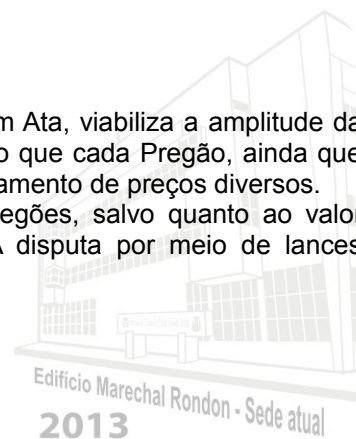 m Ata, viabiliza a amplitude da
o que cada Pregão, ainda que
amento de preços diversos.
egões, salvo quanto ao valor
A disputa por meio de lances
Edifício Marechal Rondon - Sede atual
2013